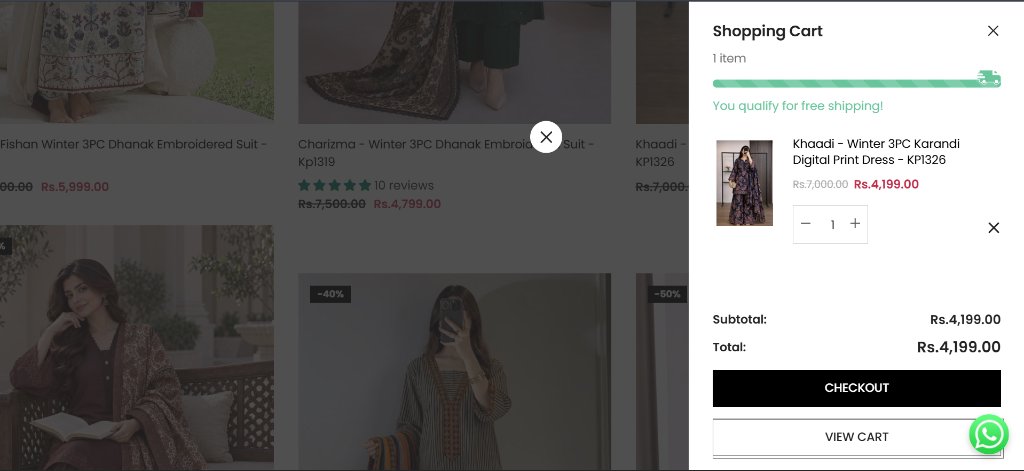 Fishan Winter 3PC Dhanak Embroidered Suit -
00.00 Rs.5,999.00
%
Charizma - Winter 3PC Dhanak Embroidered Suit -
Kp1319
10 reviews
Rs.7,500.00 Rs.4,799.00
-40%
Khaadi -
KP1326
Rs.7,000.
-50%
Shopping Cart
1 item
You qualify for free shipping!
Khaadi - Winter 3PC Karandi
Digital Print Dress - KP1326
Rs.7,000.00 Rs.4,199.00
1
Subtotal: Rs.4,199.00
Total: Rs.4,199.00
CHECKOUT
VIEW CART